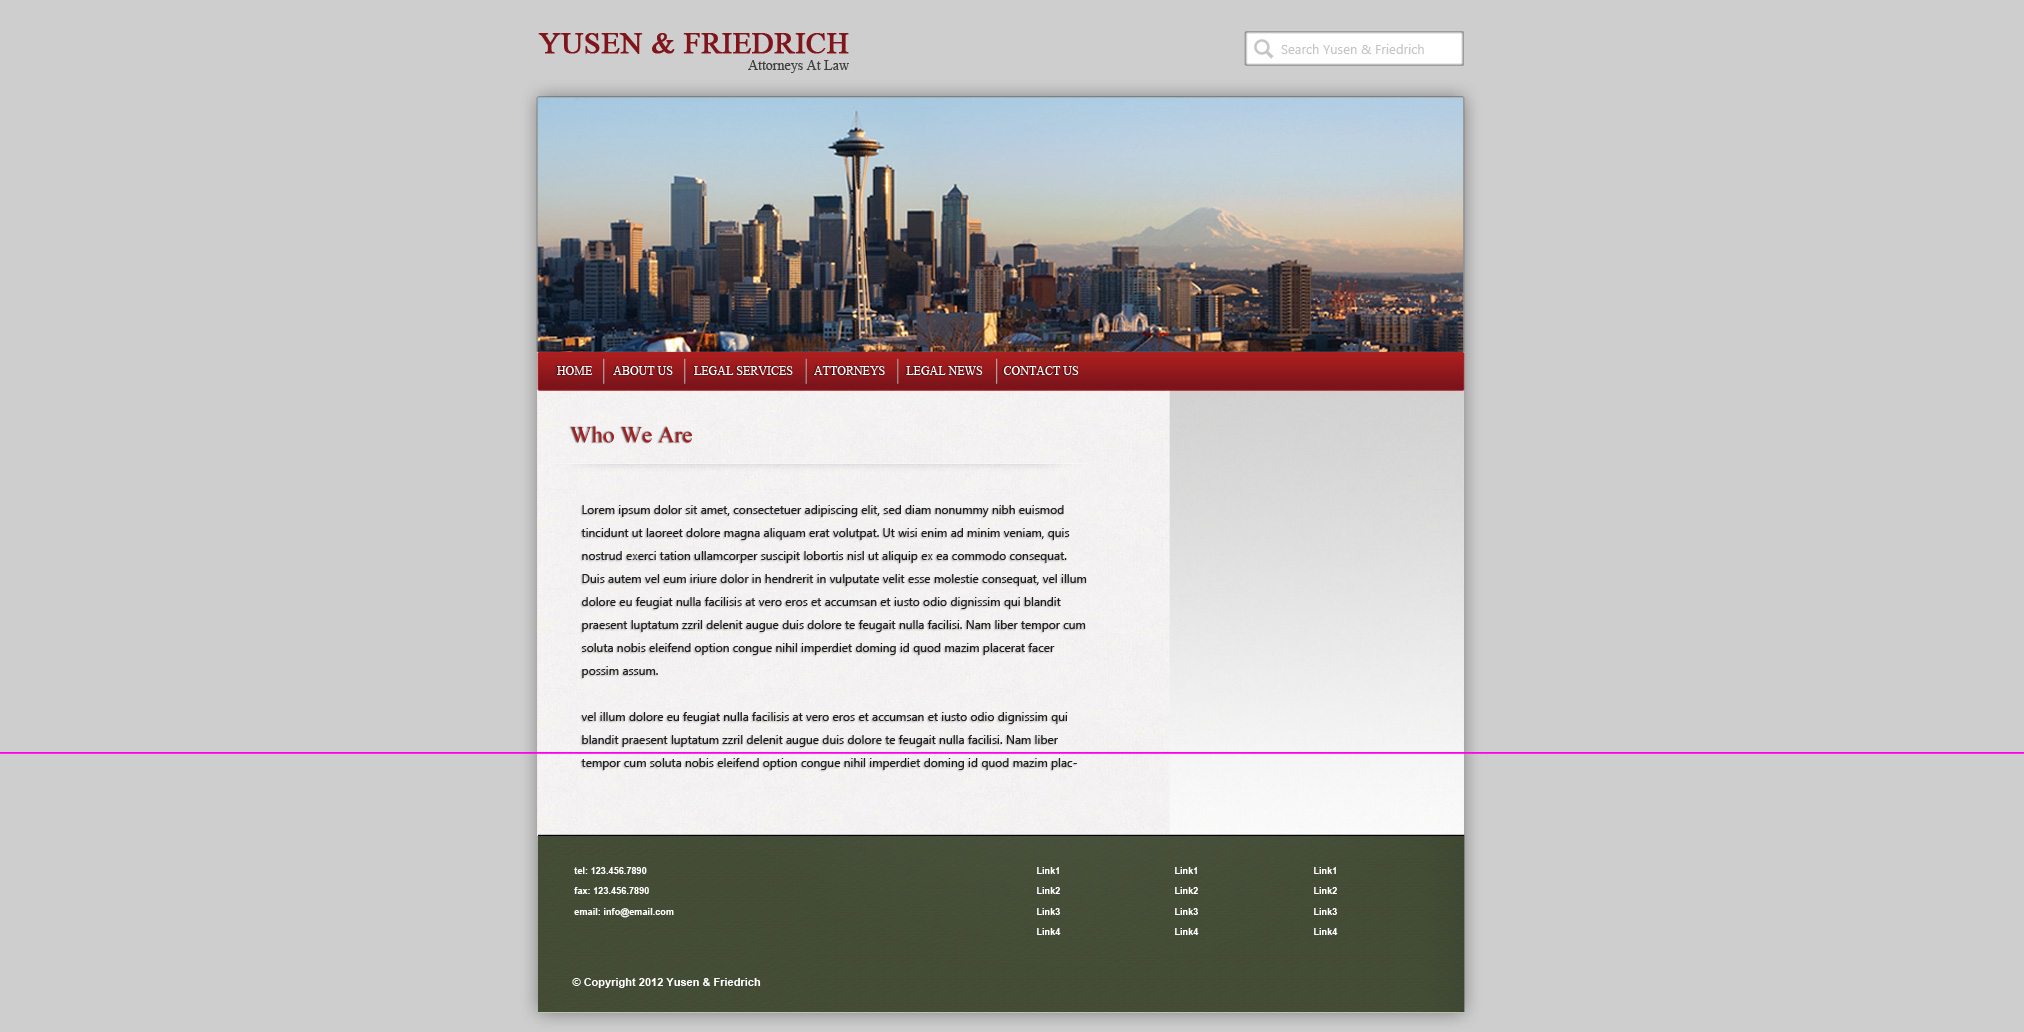 YUSEN & FRIEDRICH
Attorneys At Law
Search Yusen & Friedrich
HOME ABOUT US LEGAL SERVICES ATTORNEYS LEGAL NEWS CONTACT US
Who We Are
Lorem ipsum dolor sit amet, consectetuer adipiscing elit, sed diam nonummy nibh euismod
tincidunt ut laoreet dolore magna aliquam erat volutpat. Ut wisi enim ad minim veniam, quis
nostrud exerci tation ullamcorper suscipit lobortis nisl ut aliquip ex ea commodo consequat.
Duis autem vel eum iriure dolor in hendrerit in vulputate velit esse molestie consequat, vel illum
dolore eu feugiat nulla facilisis at vero eros et accumsan et iusto odio dignissim qui blandit
praesent luptatum zzril delenit augue duis dolore te feugait nulla facilisi. Nam liber tempor cum
soluta nobis eleifend option congue nihil imperdiet doming id quod mazim placerat facer
possim assum.
vel illum dolore eu feugiat nulla facilisis at vero eros et accumsan et iusto odio dignissim qui
blandit praesent luptatum zzril delenit augue duis dolore te feugait nulla facilisi. Nam liber
tempor cum soluta nobis eleifend option congue nihil imperdiet doming id quod mazim plac-
tel: 123.456.7890 Link1 Link1 Link1
fax: 123.456.7890 Link2 Link2 Link2
email: info@email.com Link3 Link3 Link3
Link4 Link4 Link4
© Copyright 2012 Yusen & Friedrich